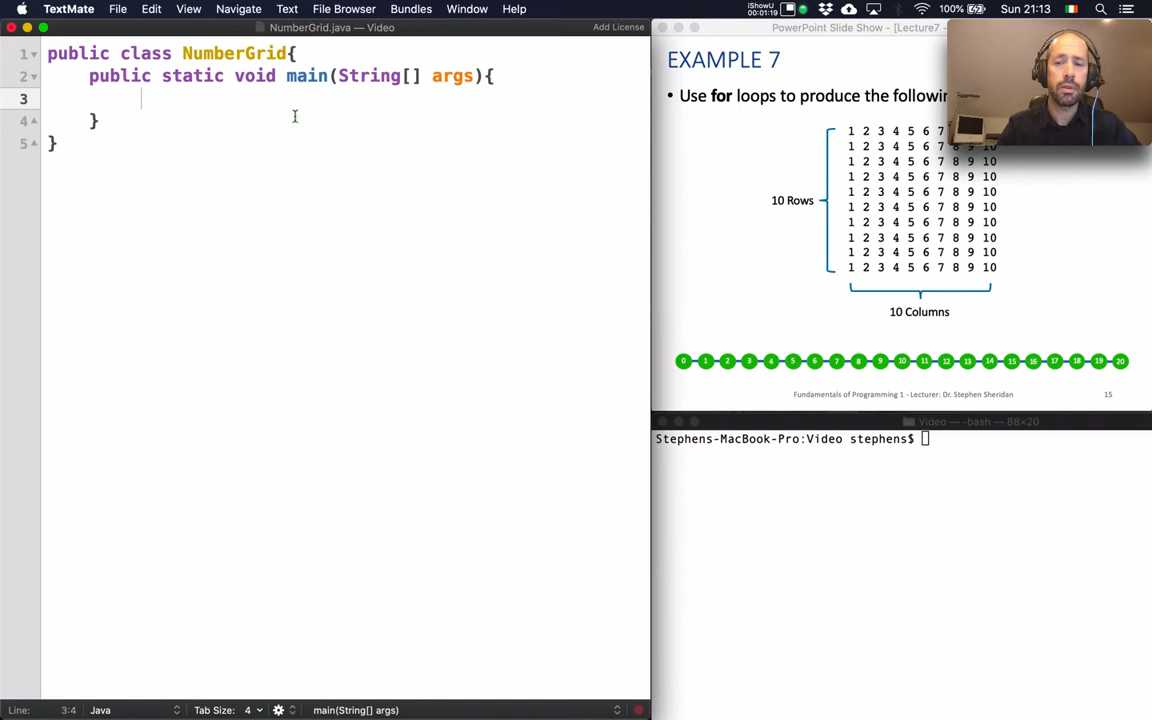 TextMate File Edit View Navigate Text File Browser Bundles Window Help
iShowU
00:01:19
100%
Sun 21:13
NumberGrid.java — Video
Add License
1 public class NumberGrid{
2 public static void main(String[] args){
3
4 }
5 }
Line: 3:4 Java Tab Size: 4 main(String[] args)
PowerPoint Slide Show - [Lecture7 -
EXAMPLE 7
• Use for loops to produce the followin
1 2 3 4 5 6 7
1 2 3 4 5 6 7 8 9 10
1 2 3 4 5 6 7 8 9 10
1 2 3 4 5 6 7 8 9 10
1 2 3 4 5 6 7 8 9 10
1 2 3 4 5 6 7 8 9 10
1 2 3 4 5 6 7 8 9 10
1 2 3 4 5 6 7 8 9 10
1 2 3 4 5 6 7 8 9 10
1 2 3 4 5 6 7 8 9 10
10 Rows
10 Columns
0 1 2 3 4 5 6 7 8 9 10 11 12 13 14 15 16 17 18 19 20
Fundamentals of Programming 1 - Lecturer: Dr. Stephen Sheridan
15
Video — -bash — 88×20
Stephens-MacBook-Pro:Video stephens$